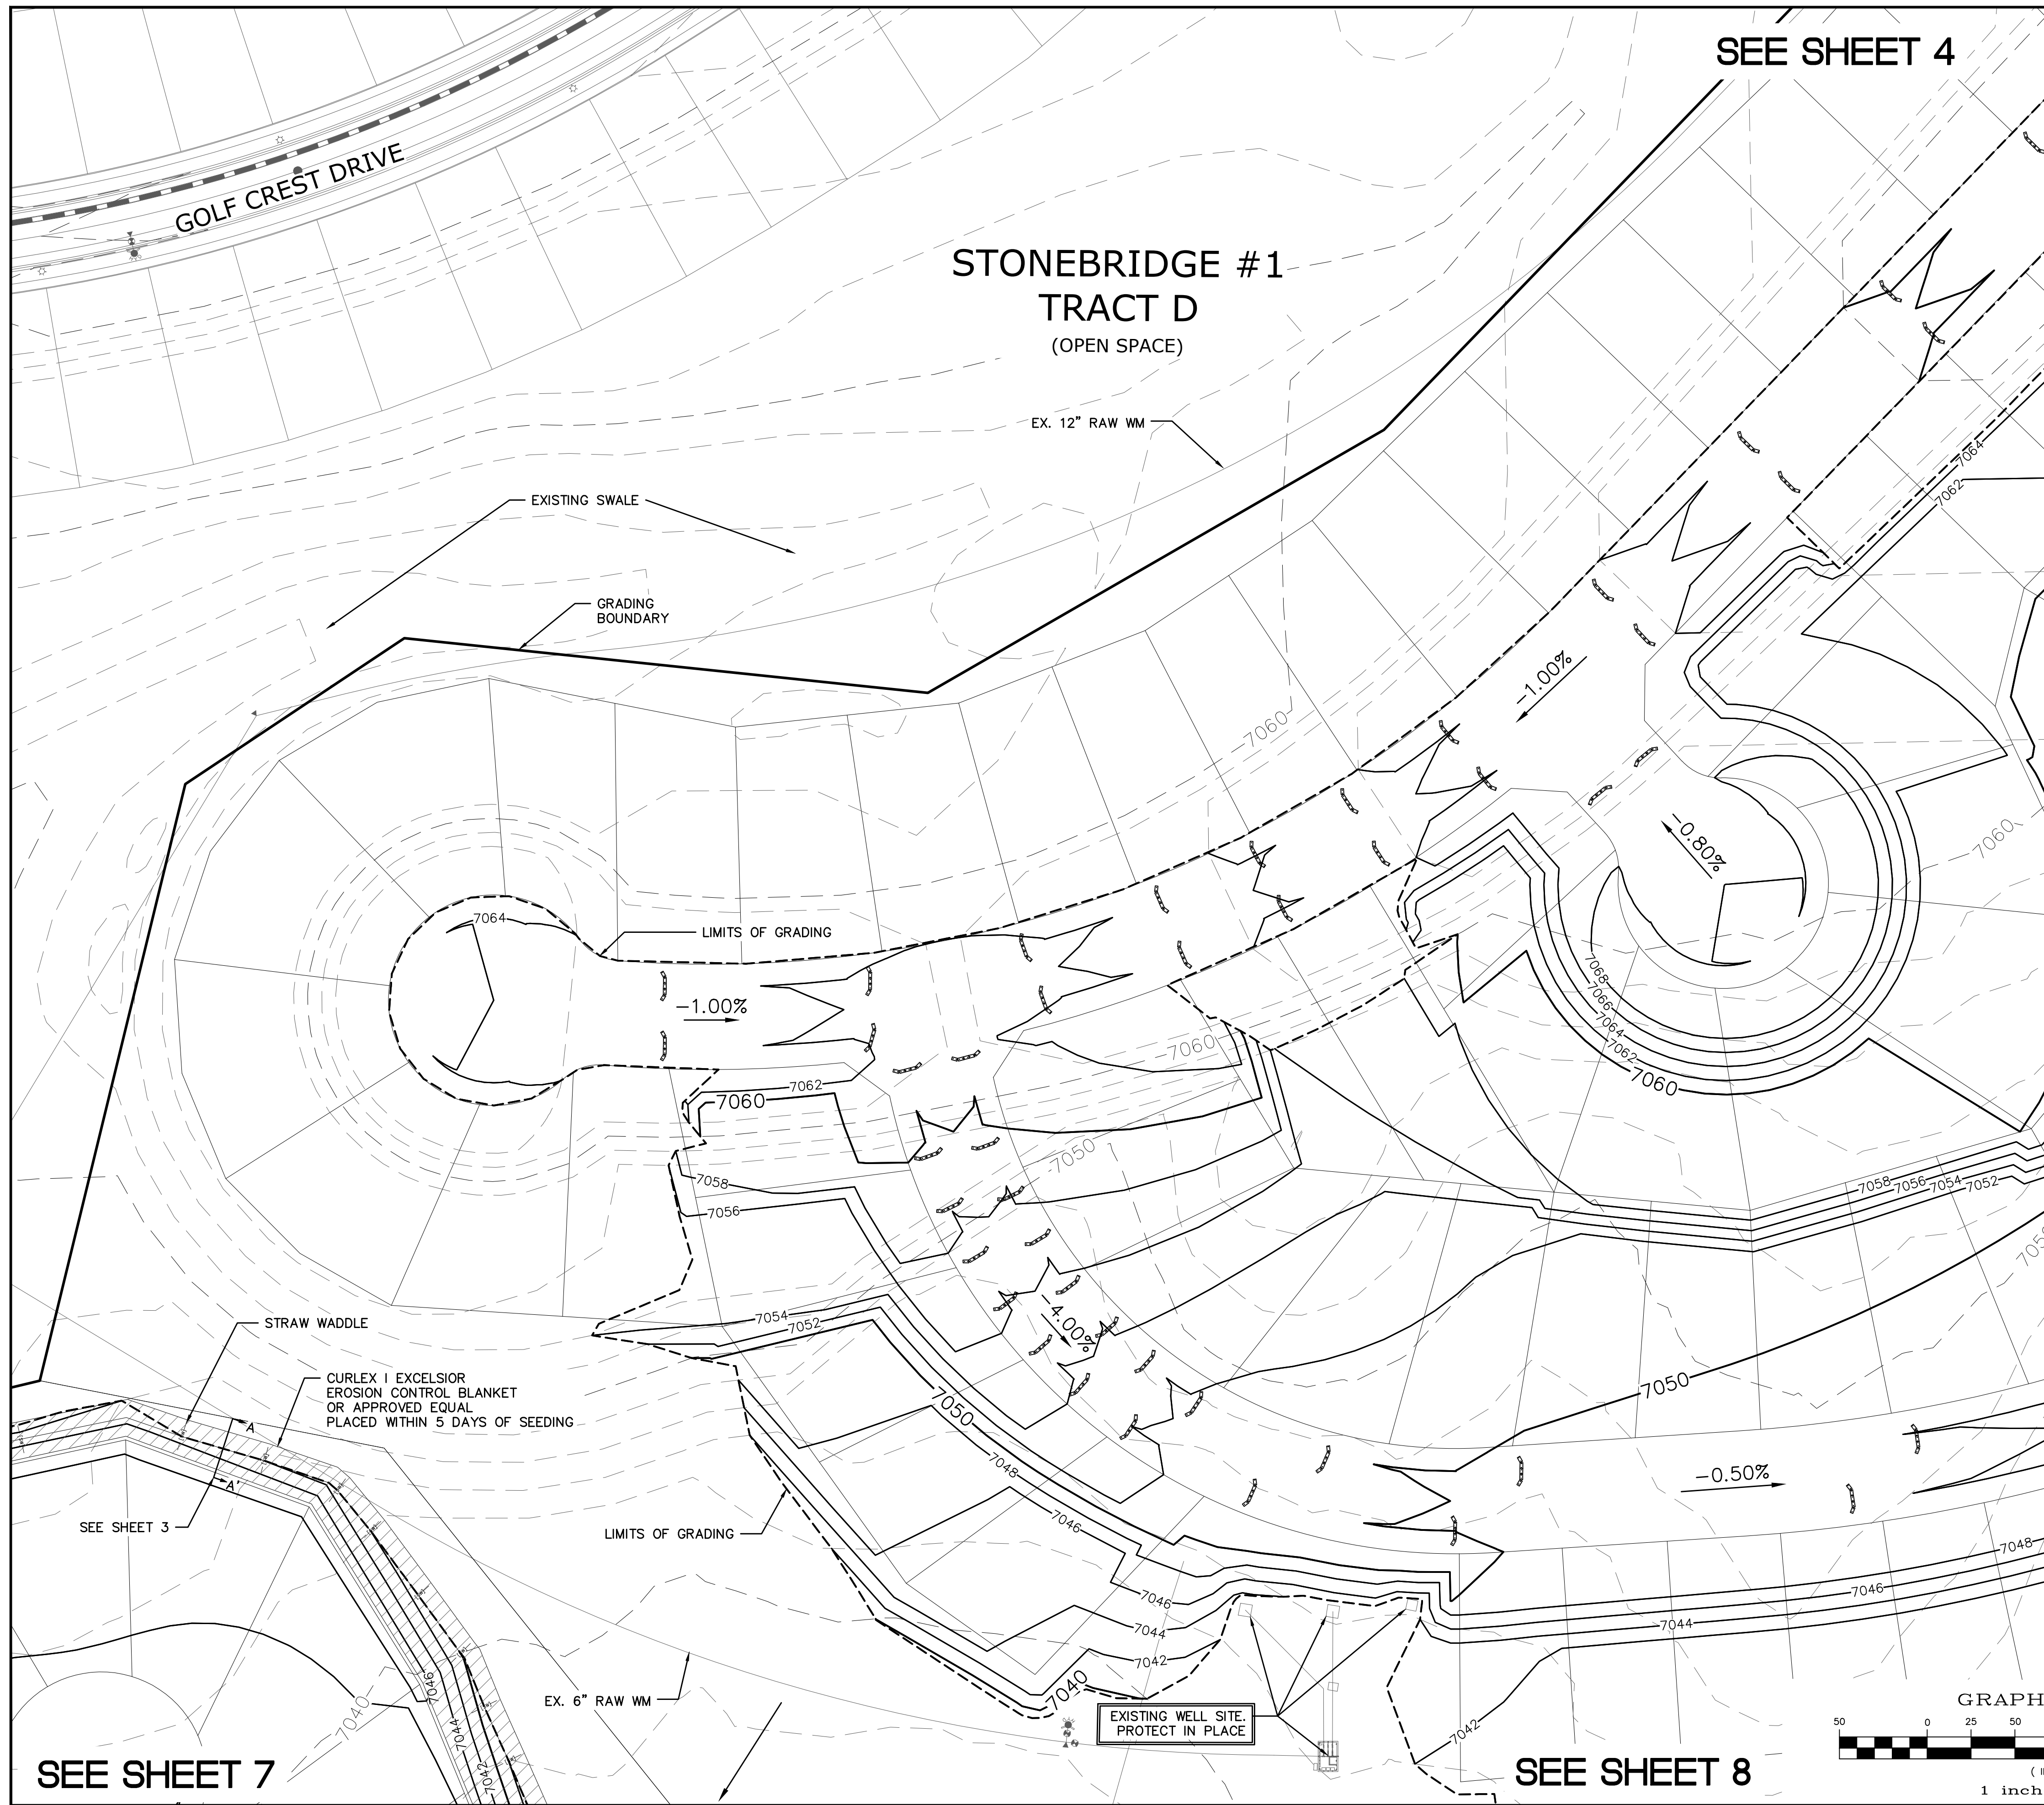 SEE SHEET 4
GOLF CREST DRIVE
STONEBRIDGE #1
TRACT D
(OPEN SPACE)
EX. 12" RAW WM
EXISTING SWALE
GRADING
BOUNDARY
7064
7062
-1.00%
7060
-0.80%
7060
7064
LIMITS OF GRADING
-1.00%
7068
7066
7064
7062
7060
7060
7062
7060
7050
7058
7056
7058
7056
7054
7052
7054
7052
-4.00%
STRAW WADDLE
CURLEX I EXCELSIOR
EROSION CONTROL BLANKET
OR APPROVED EQUAL
PLACED WITHIN 5 DAYS OF SEEDING
7050
7050
A
A'
7048
-0.50%
SEE SHEET 3
LIMITS OF GRADING
7046
7048
7046
7046
7044
7044
7042
7040
7046
7044
7042
7040
EX. 6" RAW WM
EXISTING WELL SITE.
PROTECT IN PLACE
7042
SEE SHEET 7
SEE SHEET 8
GRAPH
50 0 25 50
1 inch